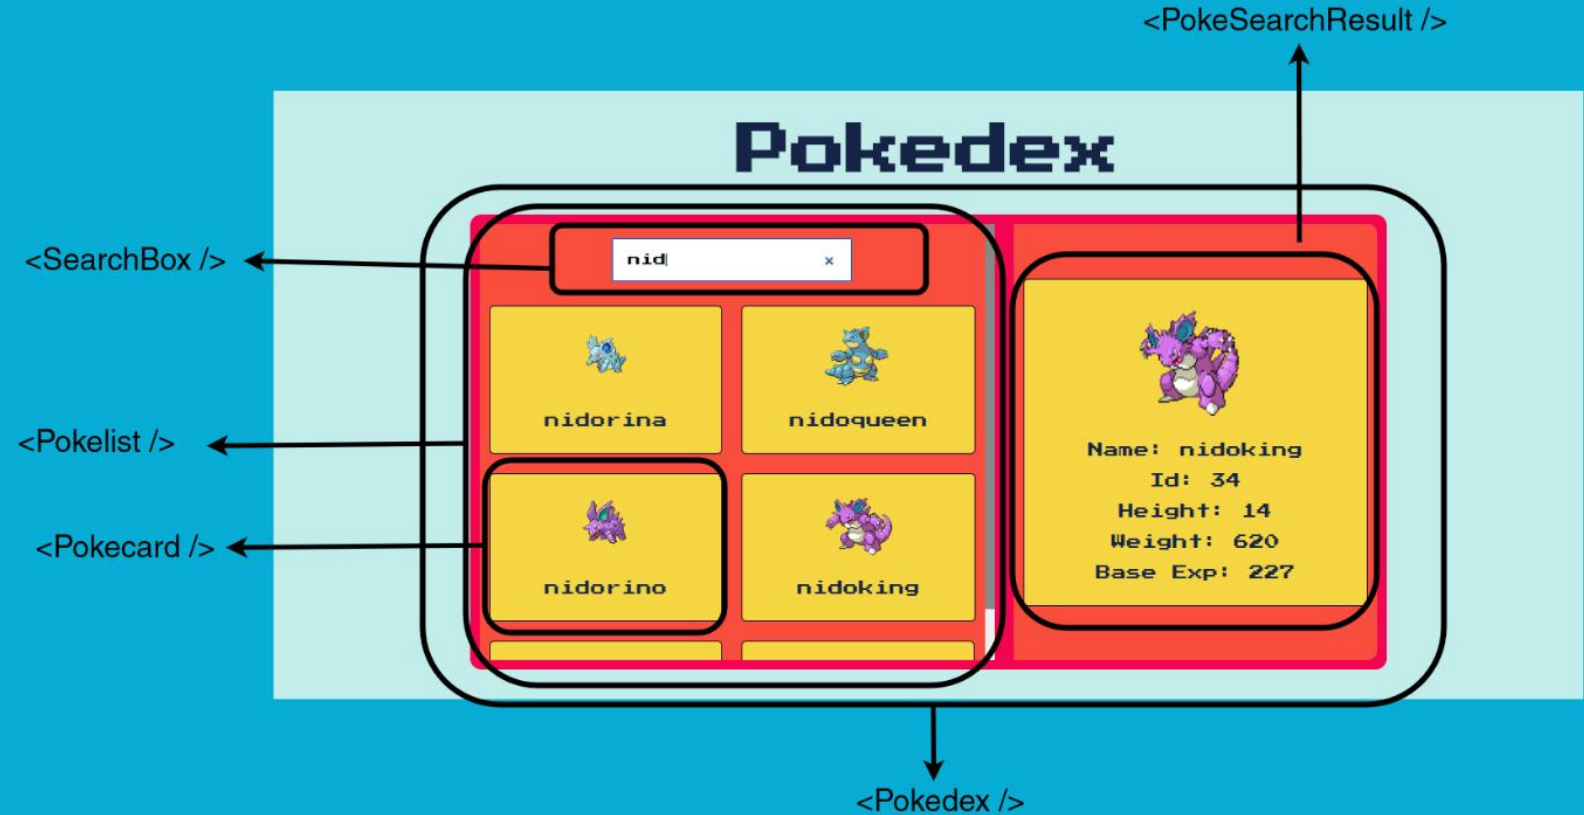 <PokeSearchResult />
Pokedex
<SearchBox />
nid
x
nidorina
nidoqueen
<Pokelist />
<Pokecard />
nidorino
nidoking
Name: nidoking
Id: 34
Height: 14
Weight: 620
Base Exp: 227
<Pokedex />